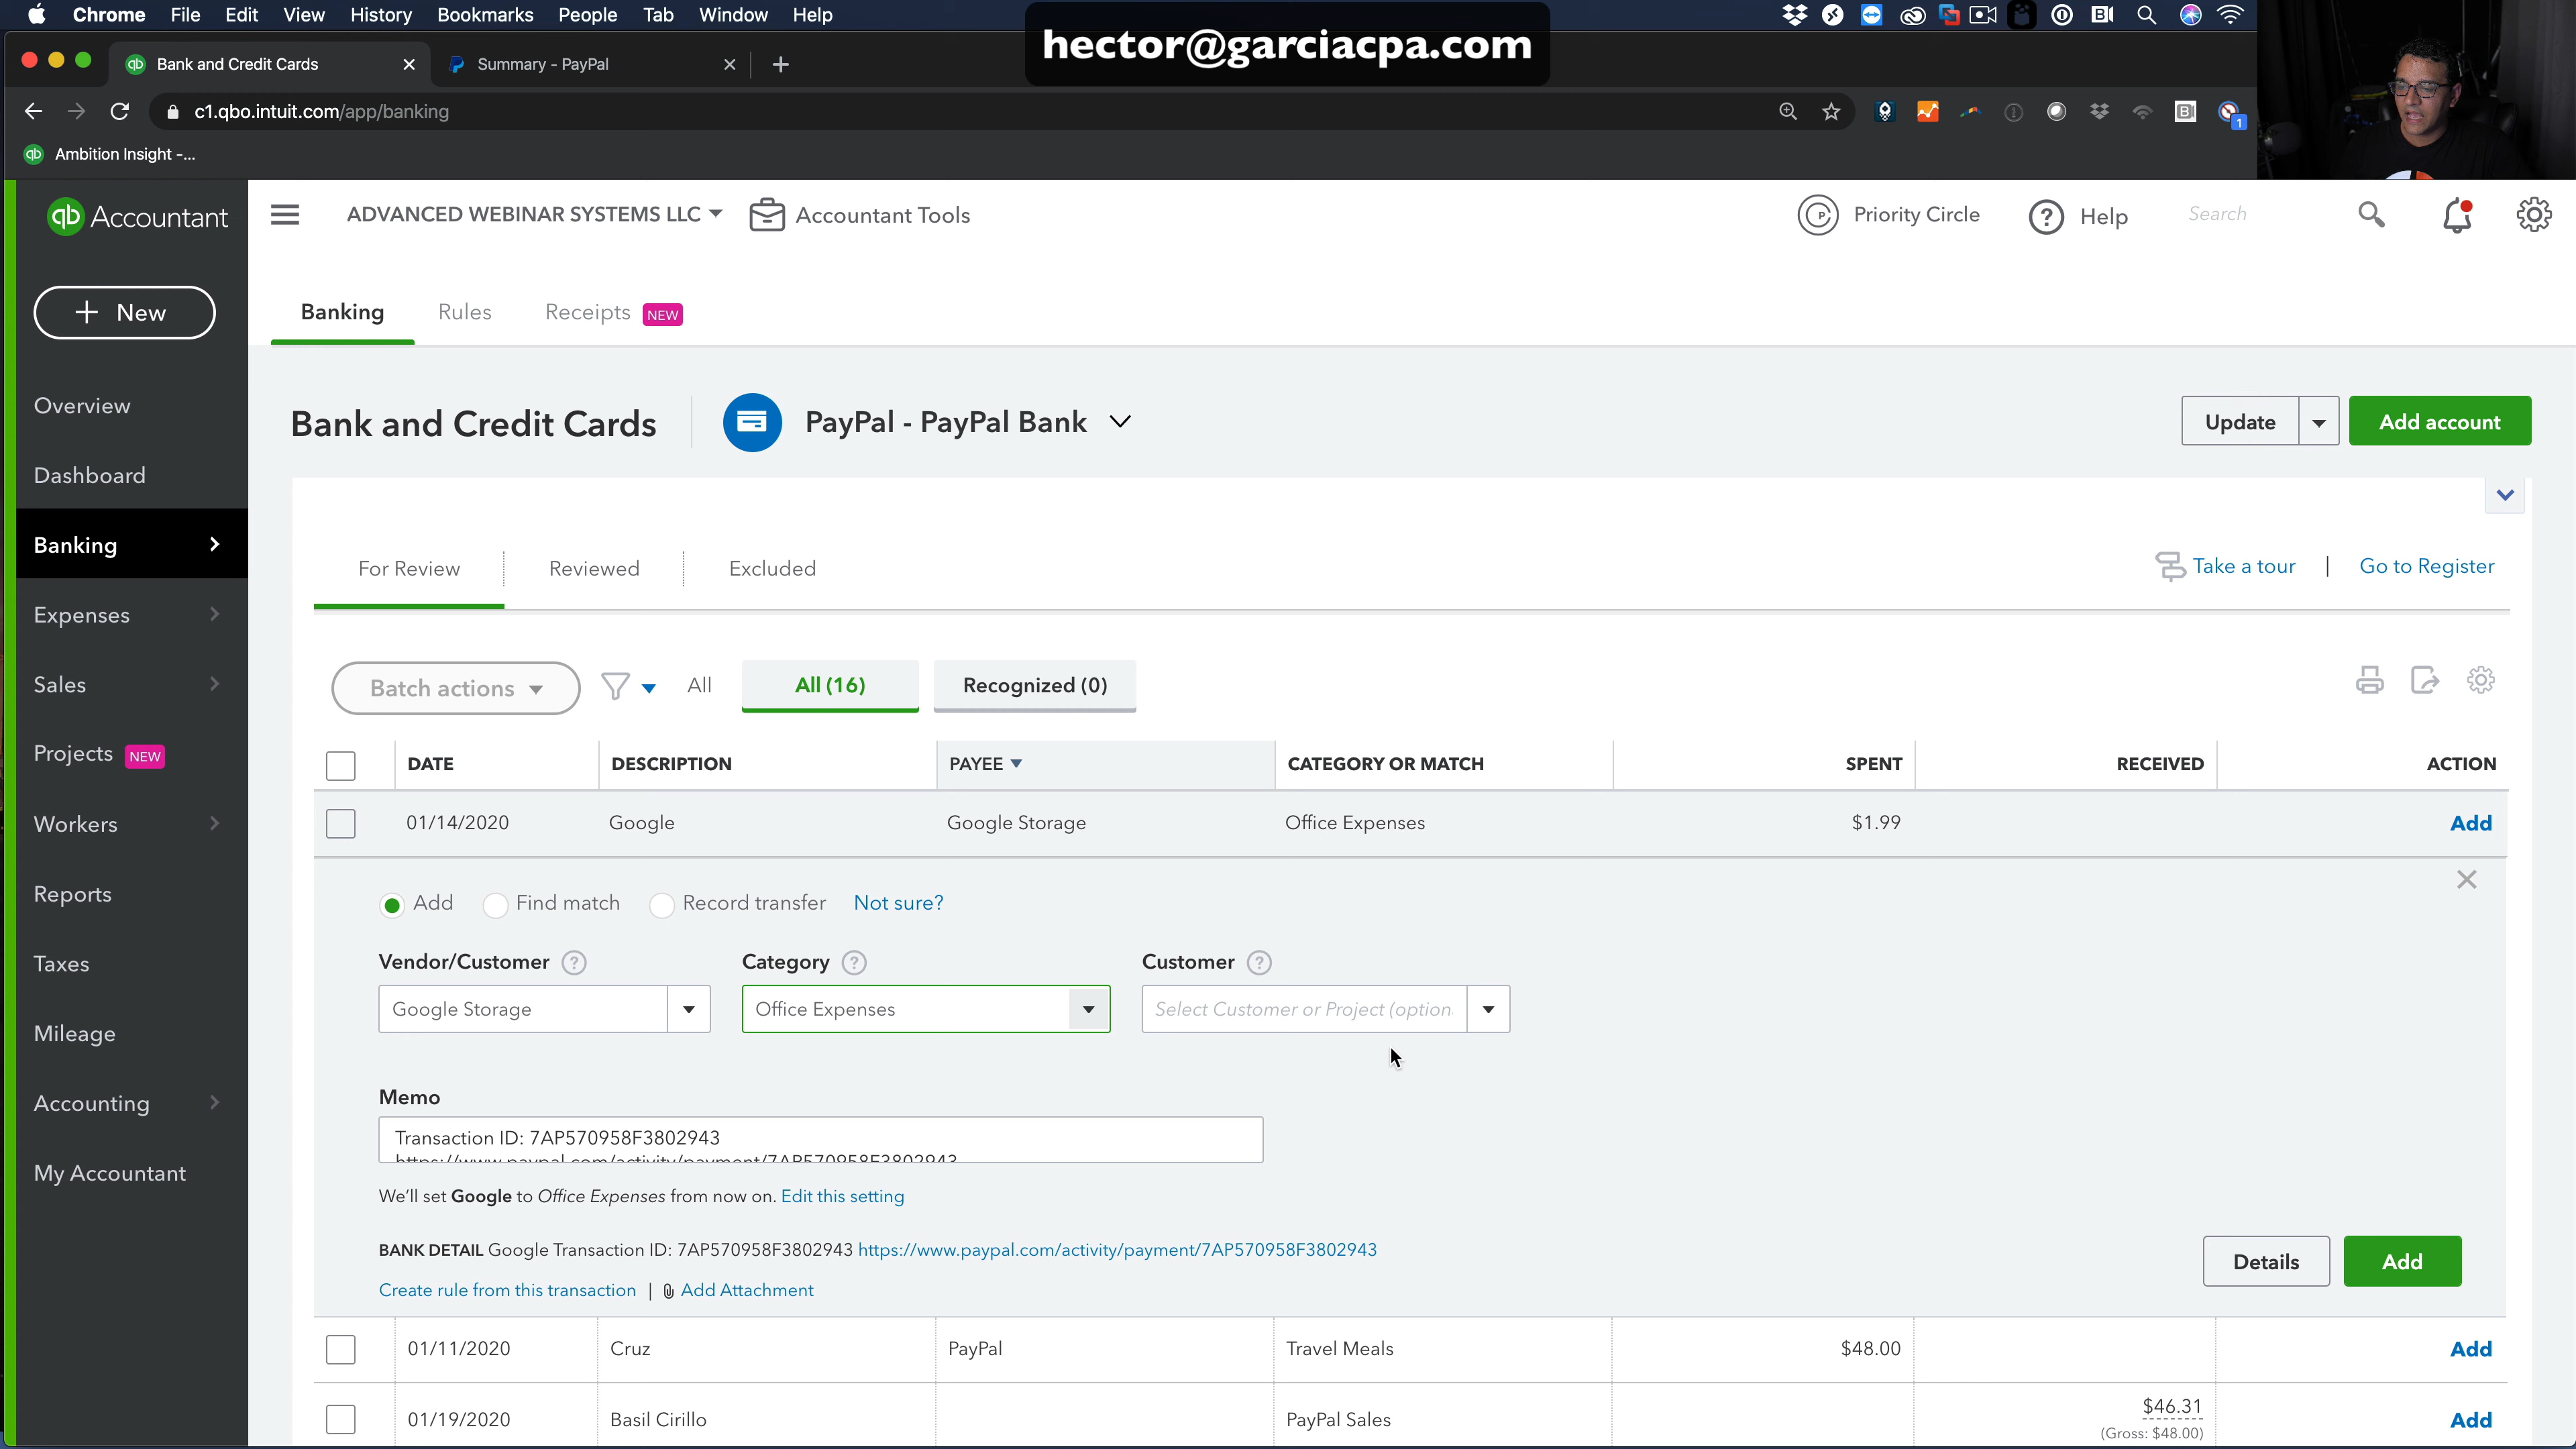 Chrome File Edit View History Bookmarks People Tab Window Help
hector@garciacpa.com
Bank and Credit Cards
Summary - PayPal
c1.qbo.intuit.com/app/banking
1
Ambition Insight -...
qb Accountant
ADVANCED WEBINAR SYSTEMS LLC
Accountant Tools
Priority Circle
Help
Search
+ New
Banking Rules Receipts NEW
Overview
Dashboard
Banking
Expenses
Sales
Projects NEW
Workers
Reports
Taxes
Mileage
Accounting
My Accountant
Bank and Credit Cards
PayPal - PayPal Bank
Update
Add account
For Review Reviewed Excluded
Take a tour | Go to Register
Batch actions
All
All (16)
Recognized (0)
DATE DESCRIPTION PAYEE CATEGORY OR MATCH SPENT RECEIVED ACTION
01/14/2020 Google Google Storage Office Expenses $1.99 Add
Add Find match Record transfer Not sure?
Vendor/Customer ? Category ? Customer ?
Google Storage Office Expenses Select Customer or Project (option
Memo
Transaction ID: 7AP570958F3802943
https://www.paypal.com/activity/payment/7AP570958F3802943
We'll set Google to Office Expenses from now on. Edit this setting
BANK DETAIL Google Transaction ID: 7AP570958F3802943 https://www.paypal.com/activity/payment/7AP570958F3802943
Details
Add
Create rule from this transaction | Add Attachment
01/11/2020 Cruz PayPal Travel Meals $48.00 Add
01/19/2020 Basil Cirillo PayPal Sales $46.31 Add
(Gross: $48.00)